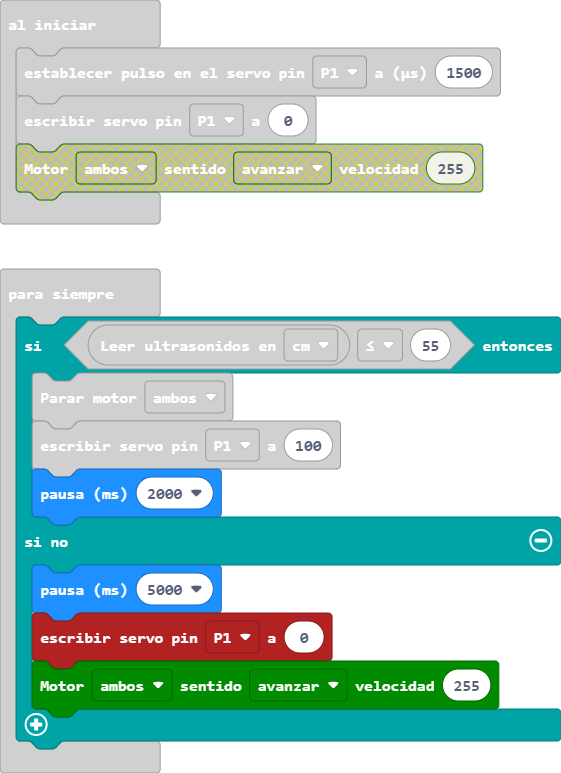 al iniciar
establecer pulso en el servo pin P1 a (µs) 1500
escribir servo pin P1 a 0
Motor ambos sentido avanzar velocidad 255
para siempre
si Leer ultrasonidos en cm ≤ 55 entonces
Parar motor ambos
escribir servo pin P1 a 100
pausa (ms) 2000
si no
pausa (ms) 5000
escribir servo pin P1 a 0
Motor ambos sentido avanzar velocidad 255